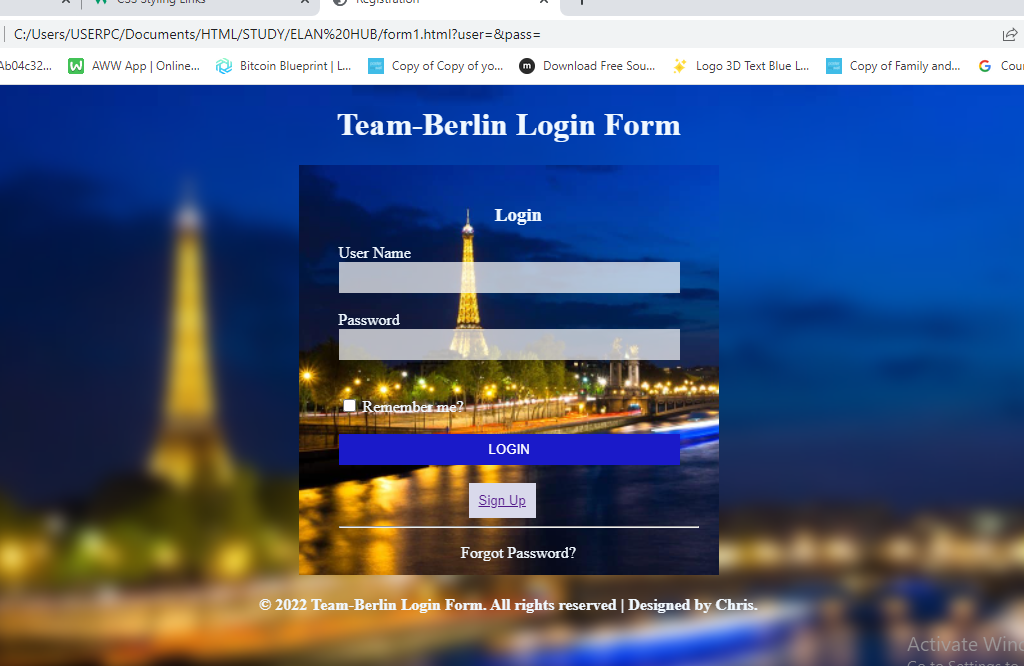 CSS Styling Links
Registration
C:/Users/USERPC/Documents/HTML/STUDY/ELAN%20HUB/form1.html?user=&pass=
Ab04c32... AWW App | Online... Bitcoin Blueprint | L... Copy of Copy of yo... m Download Free Sou... Logo 3D Text Blue L... Copy of Family and... Cour
Team-Berlin Login Form
Login
User Name
Password
Remember me?
LOGIN
Sign Up
Forgot Password?
© 2022 Team-Berlin Login Form. All rights reserved | Designed by Chris.
Activate Wind
Go to Settings to